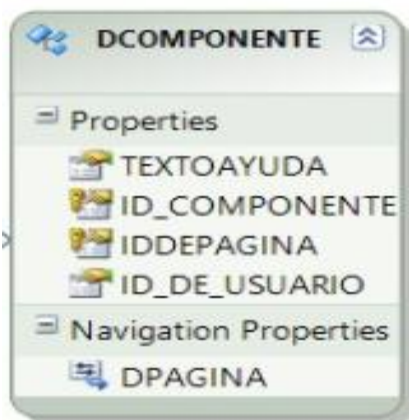 DCOMPONENTE
Properties
TEXTOAYUDA
ID_COMPONENTE
IDDEPAGINA
ID_DE_USUARIO
Navigation Properties
DPAGINA